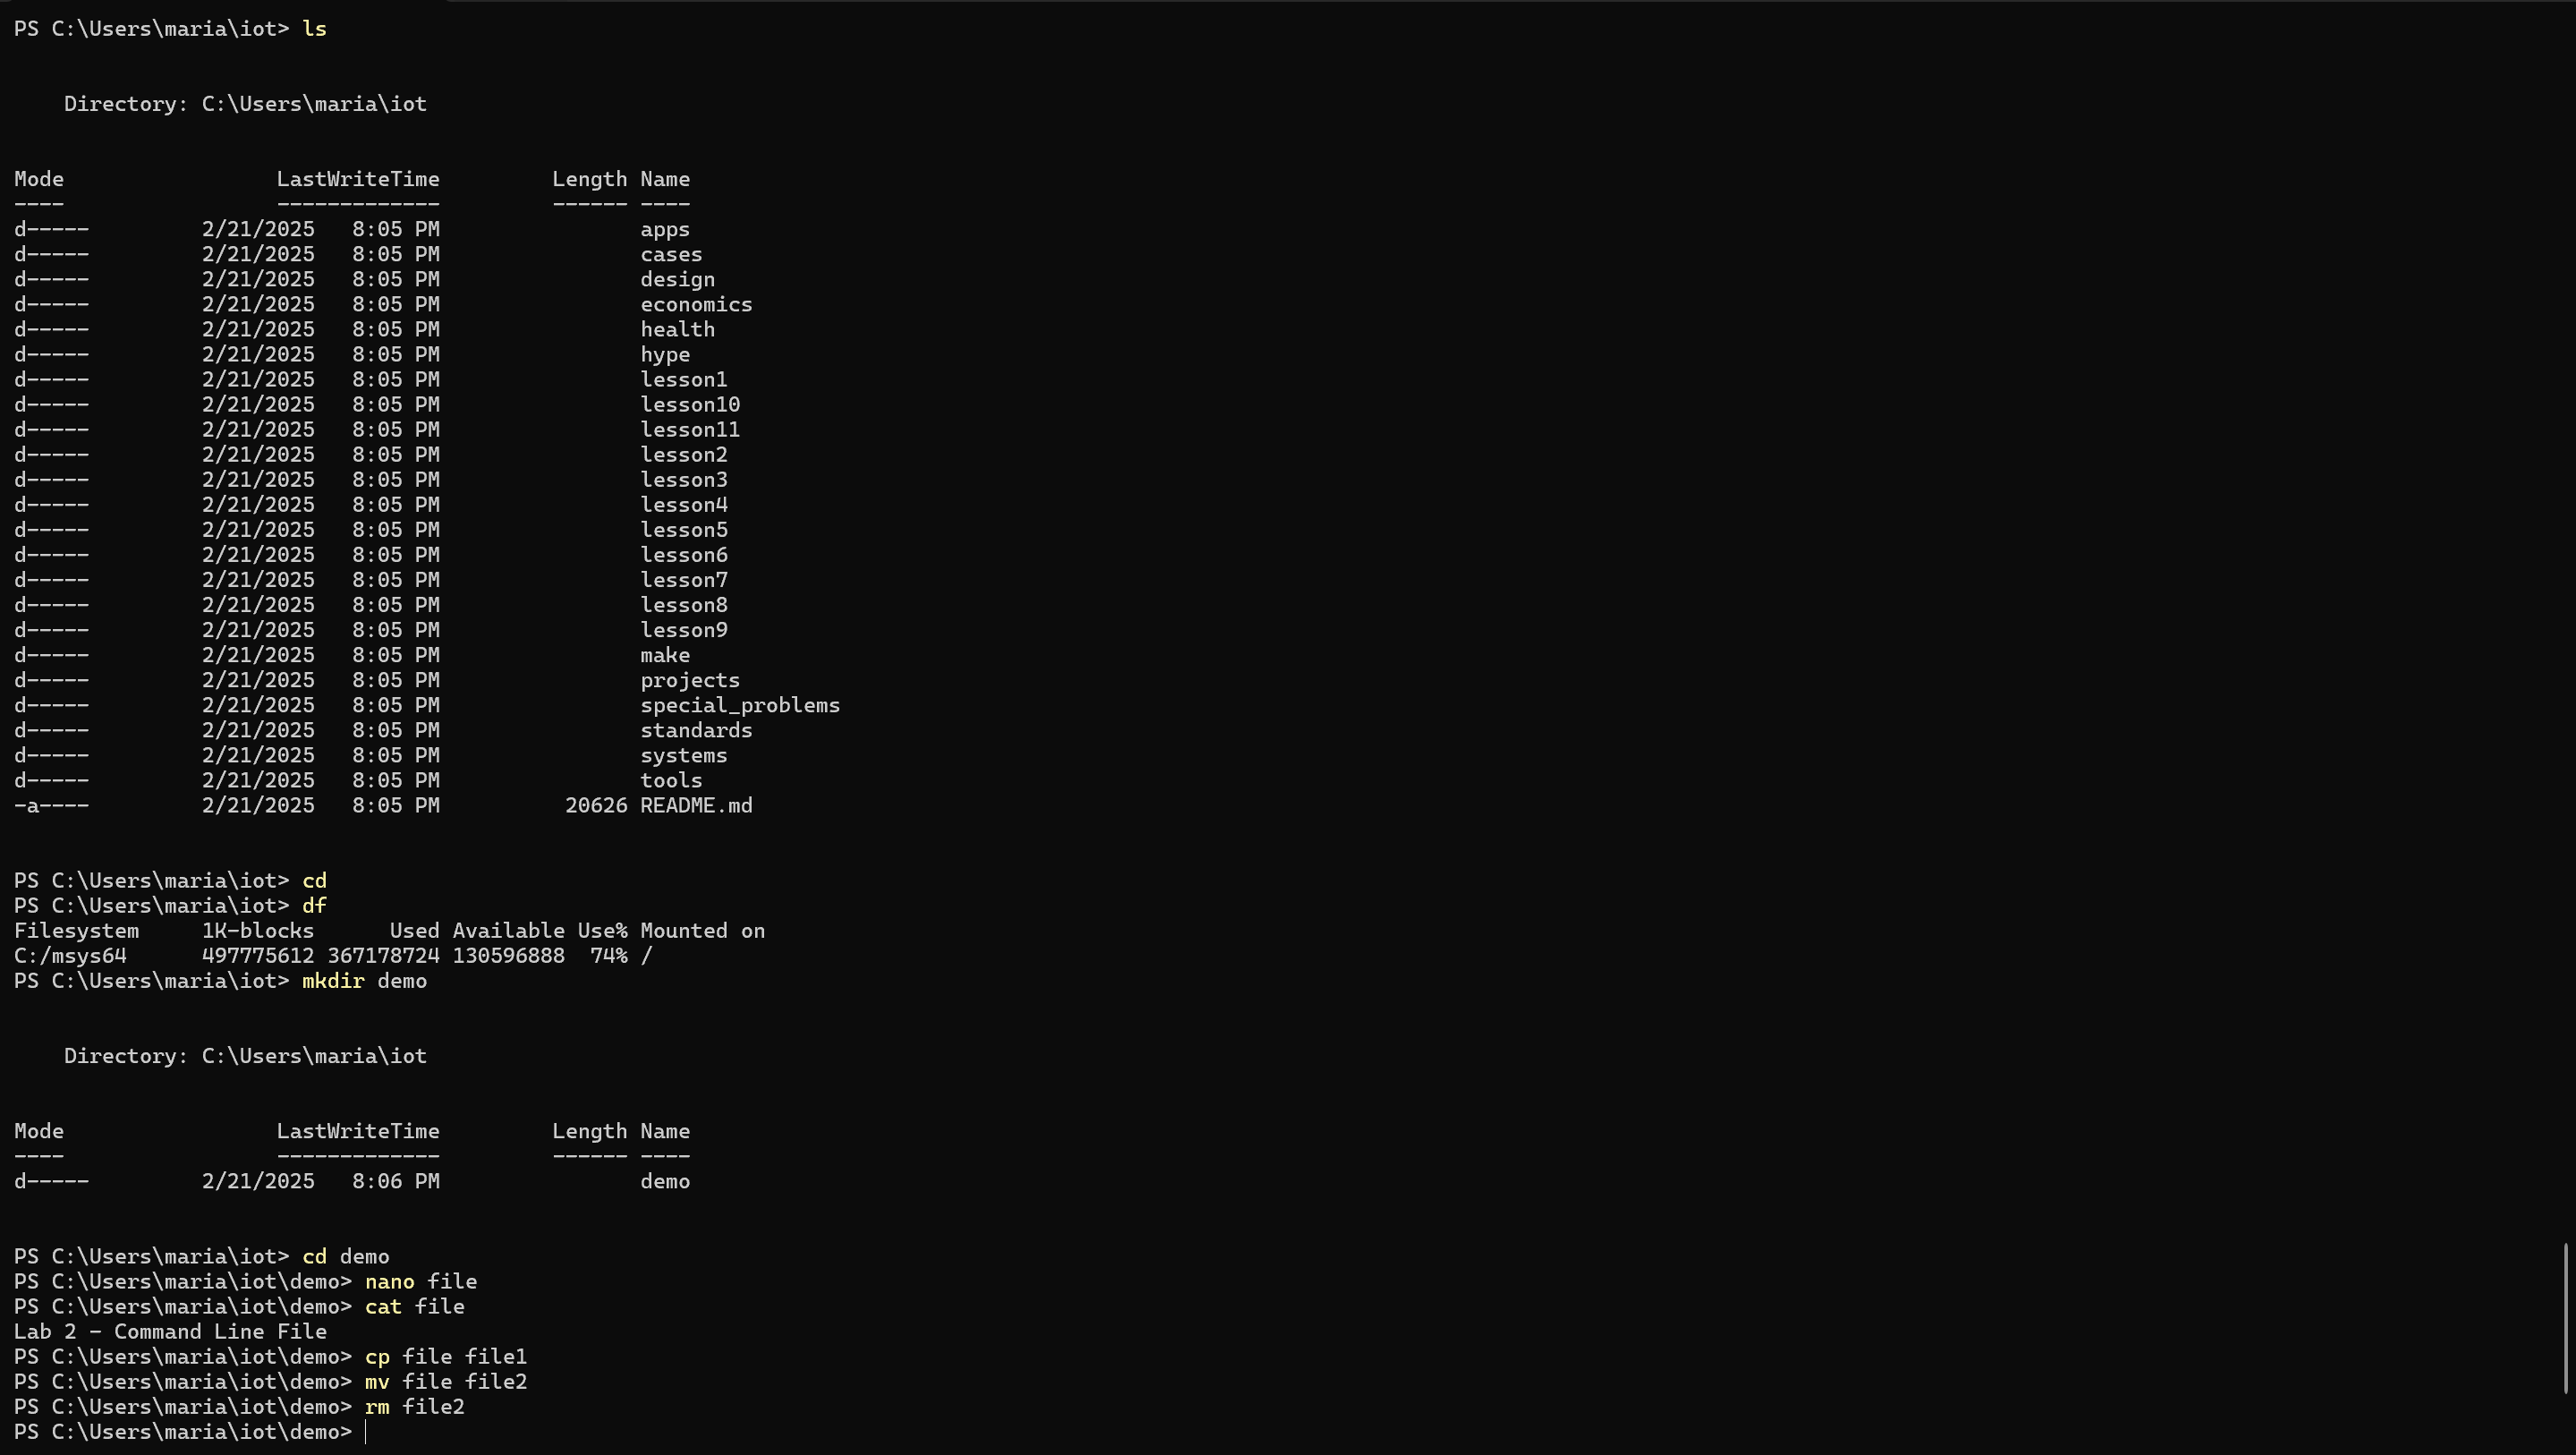 PS C:\Users\maria\iot> ls
Directory: C:\Users\maria\iot
Mode                 LastWriteTime         Length Name
----                 -------------         ------ ----
d-----         2/21/2025   8:05 PM                apps
d-----         2/21/2025   8:05 PM                cases
d-----         2/21/2025   8:05 PM                design
d-----         2/21/2025   8:05 PM                economics
d-----         2/21/2025   8:05 PM                health
d-----         2/21/2025   8:05 PM                hype
d-----         2/21/2025   8:05 PM                lesson1
d-----         2/21/2025   8:05 PM                lesson10
d-----         2/21/2025   8:05 PM                lesson11
d-----         2/21/2025   8:05 PM                lesson2
d-----         2/21/2025   8:05 PM                lesson3
d-----         2/21/2025   8:05 PM                lesson4
d-----         2/21/2025   8:05 PM                lesson5
d-----         2/21/2025   8:05 PM                lesson6
d-----         2/21/2025   8:05 PM                lesson7
d-----         2/21/2025   8:05 PM                lesson8
d-----         2/21/2025   8:05 PM                lesson9
d-----         2/21/2025   8:05 PM                make
d-----         2/21/2025   8:05 PM                projects
d-----         2/21/2025   8:05 PM                special_problems
d-----         2/21/2025   8:05 PM                standards
d-----         2/21/2025   8:05 PM                systems
d-----         2/21/2025   8:05 PM                tools
-a----         2/21/2025   8:05 PM          20626 README.md
PS C:\Users\maria\iot> cd
PS C:\Users\maria\iot> df
Filesystem     1K-blocks      Used Available Use% Mounted on
C:/msys64      497775612 367178724 130596888  74% /
PS C:\Users\maria\iot> mkdir demo
Directory: C:\Users\maria\iot
Mode                 LastWriteTime         Length Name
----                 -------------         ------ ----
d-----         2/21/2025   8:06 PM                demo
PS C:\Users\maria\iot> cd demo
PS C:\Users\maria\iot\demo> nano file
PS C:\Users\maria\iot\demo> cat file
Lab 2 - Command Line File
PS C:\Users\maria\iot\demo> cp file file1
PS C:\Users\maria\iot\demo> mv file file2
PS C:\Users\maria\iot\demo> rm file2
PS C:\Users\maria\iot\demo>